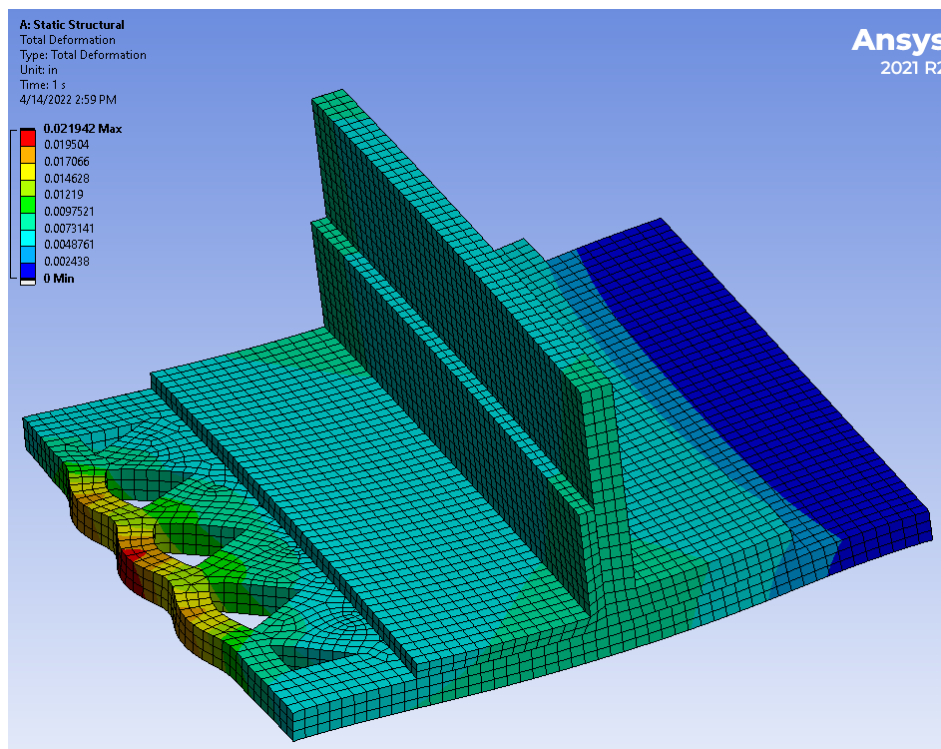 A: Static Structural
Total Deformation
Type: Total Deformation
Unit: in
Time: 1 s
4/14/2022 2:59 PM
Ansys
2021 R2
0.021942 Max
0.019504
0.017066
0.014628
0.01219
0.0097521
0.0073141
0.0048761
0.002438
0 Min